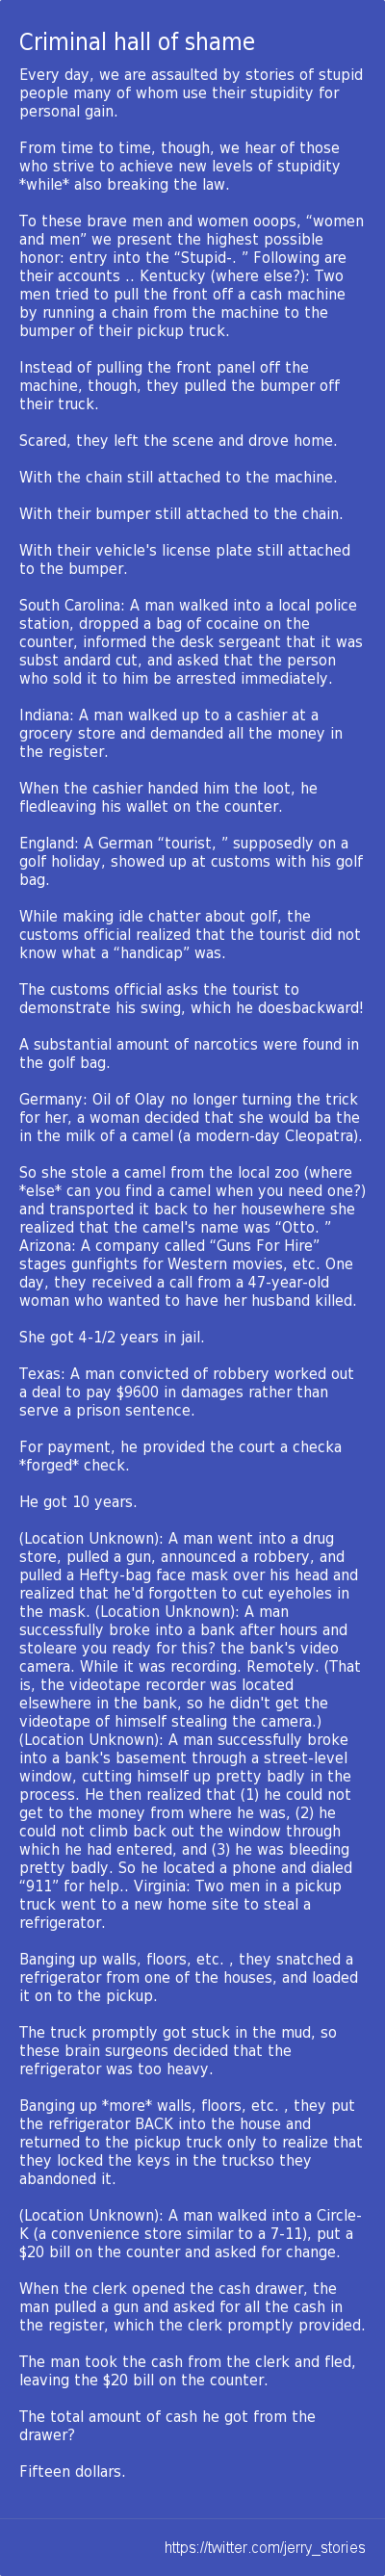 Criminal hall of shame
Every day, we are assaulted by stories of stupid
people many of whom use their stupidity for
personal gain.
From time to time, though, we hear of those
who strive to achieve new levels of stupidity
*while* also breaking the law.
To these brave men and women ooops, “women
and men” we present the highest possible
honor: entry into the “Stupid-. ” Following are
their accounts .. Kentucky (where else?): Two
men tried to pull the front off a cash machine
by running a chain from the machine to the
bumper of their pickup truck.
Instead of pulling the front panel off the
machine, though, they pulled the bumper off
their truck.
Scared, they left the scene and drove home.
With the chain still attached to the machine.
With their bumper still attached to the chain.
With their vehicle's license plate still attached
to the bumper.
South Carolina: A man walked into a local police
station, dropped a bag of cocaine on the
counter, informed the desk sergeant that it was
subst andard cut, and asked that the person
who sold it to him be arrested immediately.
Indiana: A man walked up to a cashier at a
grocery store and demanded all the money in
the register.
When the cashier handed him the loot, he
fledleaving his wallet on the counter.
England: A German “tourist, ” supposedly on a
golf holiday, showed up at customs with his golf
bag.
While making idle chatter about golf, the
customs official realized that the tourist did not
know what a “handicap” was.
The customs official asks the tourist to
demonstrate his swing, which he doesbackward!
A substantial amount of narcotics were found in
the golf bag.
Germany: Oil of Olay no longer turning the trick
for her, a woman decided that she would ba the
in the milk of a camel (a modern-day Cleopatra).
So she stole a camel from the local zoo (where
*else* can you find a camel when you need one?)
and transported it back to her housewhere she
realized that the camel's name was “Otto. ”
Arizona: A company called “Guns For Hire”
stages gunfights for Western movies, etc. One
day, they received a call from a 47-year-old
woman who wanted to have her husband killed.
She got 4-1/2 years in jail.
Texas: A man convicted of robbery worked out
a deal to pay $9600 in damages rather than
serve a prison sentence.
For payment, he provided the court a checka
*forged* check.
He got 10 years.
(Location Unknown): A man went into a drug
store, pulled a gun, announced a robbery, and
pulled a Hefty-bag face mask over his head and
realized that he'd forgotten to cut eyeholes in
the mask. (Location Unknown): A man
successfully broke into a bank after hours and
stoleare you ready for this? the bank's video
camera. While it was recording. Remotely. (That
is, the videotape recorder was located
elsewhere in the bank, so he didn't get the
videotape of himself stealing the camera.)
(Location Unknown): A man successfully broke
into a bank's basement through a street-level
window, cutting himself up pretty badly in the
process. He then realized that (1) he could not
get to the money from where he was, (2) he
could not climb back out the window through
which he had entered, and (3) he was bleeding
pretty badly. So he located a phone and dialed
“911” for help.. Virginia: Two men in a pickup
truck went to a new home site to steal a
refrigerator.
Banging up walls, floors, etc. , they snatched a
refrigerator from one of the houses, and loaded
it on to the pickup.
The truck promptly got stuck in the mud, so
these brain surgeons decided that the
refrigerator was too heavy.
Banging up *more* walls, floors, etc. , they put
the refrigerator BACK into the house and
returned to the pickup truck only to realize that
they locked the keys in the truckso they
abandoned it.
(Location Unknown): A man walked into a Circle-
K (a convenience store similar to a 7-11), put a
$20 bill on the counter and asked for change.
When the clerk opened the cash drawer, the
man pulled a gun and asked for all the cash in
the register, which the clerk promptly provided.
The man took the cash from the clerk and fled,
leaving the $20 bill on the counter.
The total amount of cash he got from the
drawer?
Fifteen dollars.
https://twitter.com/jerry_stories